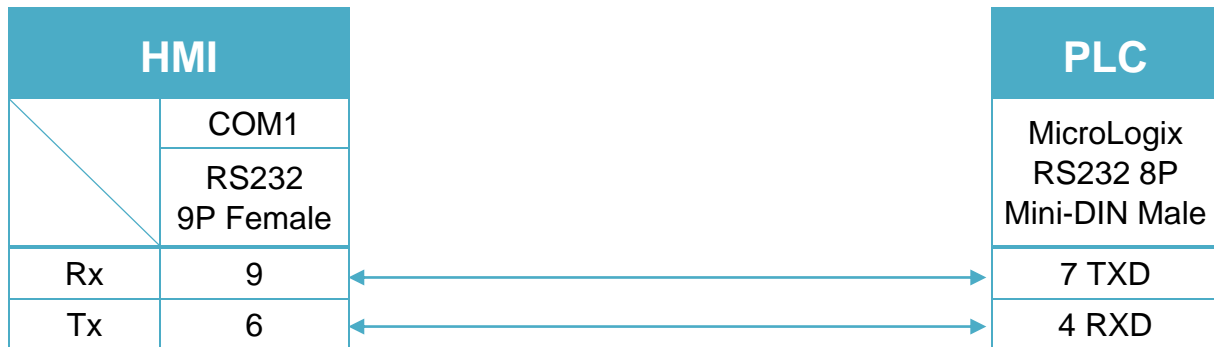 HMI
PLC
COM1
RS232
9P Female
MicroLogix
RS232 8P
Mini-DIN Male
Rx 9 7 TXD
Tx 6 4 RXD